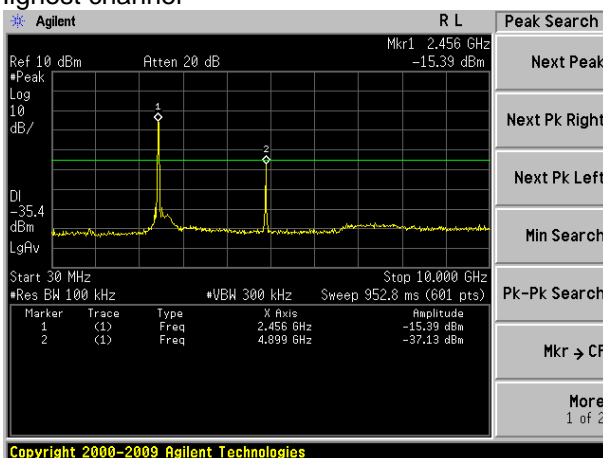 highest channel
Agilent R L Peak Search
Mkr1 2.456 GHz
Ref 10 dBm Atten 20 dB -15.39 dBm
#Peak
Log
10
dB/
1
2
DI
-35.4
dBm
LgAv
Start 30 MHz Stop 10.000 GHz
#Res BW 100 kHz #VBW 300 kHz Sweep 952.8 ms (601 pts)
Marker Trace Type X Axis Amplitude
1 (1) Freq 2.456 GHz -15.39 dBm
2 (1) Freq 4.899 GHz -37.13 dBm
Copyright 2000-2009 Agilent Technologies
Next Peak
Next Pk Right
Next Pk Left
Min Search
Pk-Pk Search
Mkr → CF
More
1 of 2